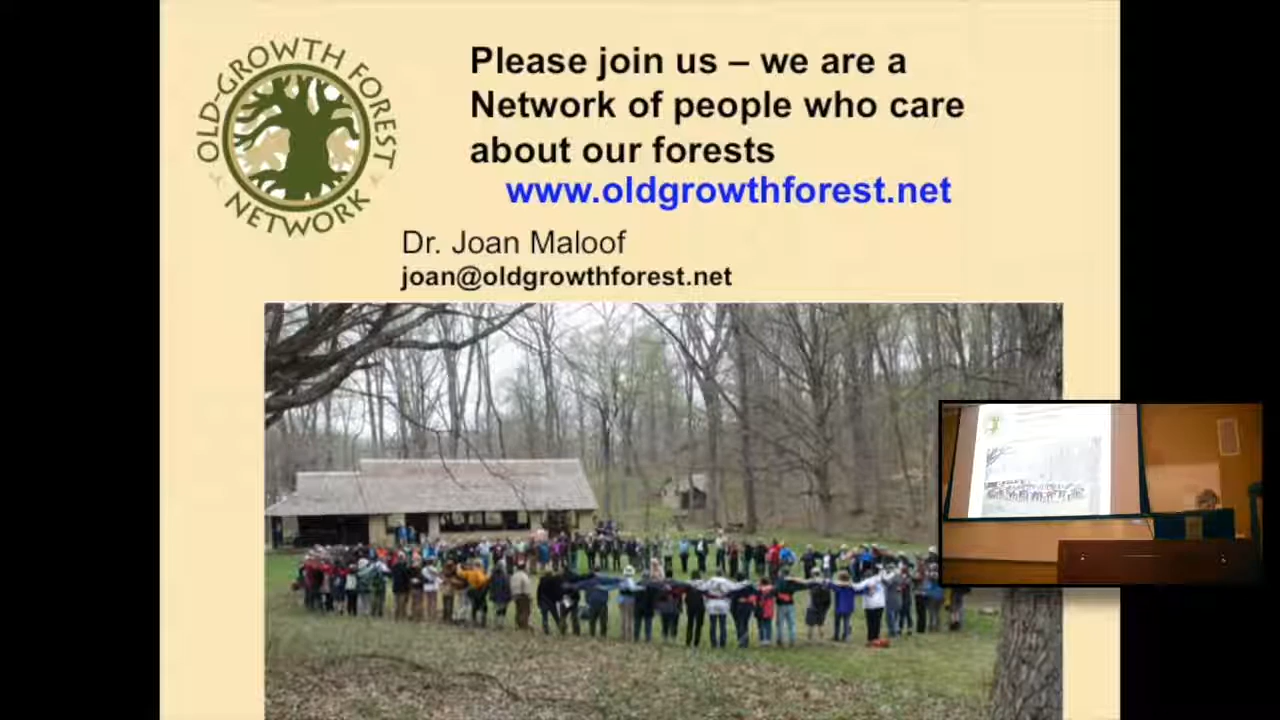 OLD-GROWTH FOREST
NETWORK
Please join us – we are a
Network of people who care
about our forests
www.oldgrowthforest.net
Dr. Joan Maloof
joan@oldgrowthforest.net